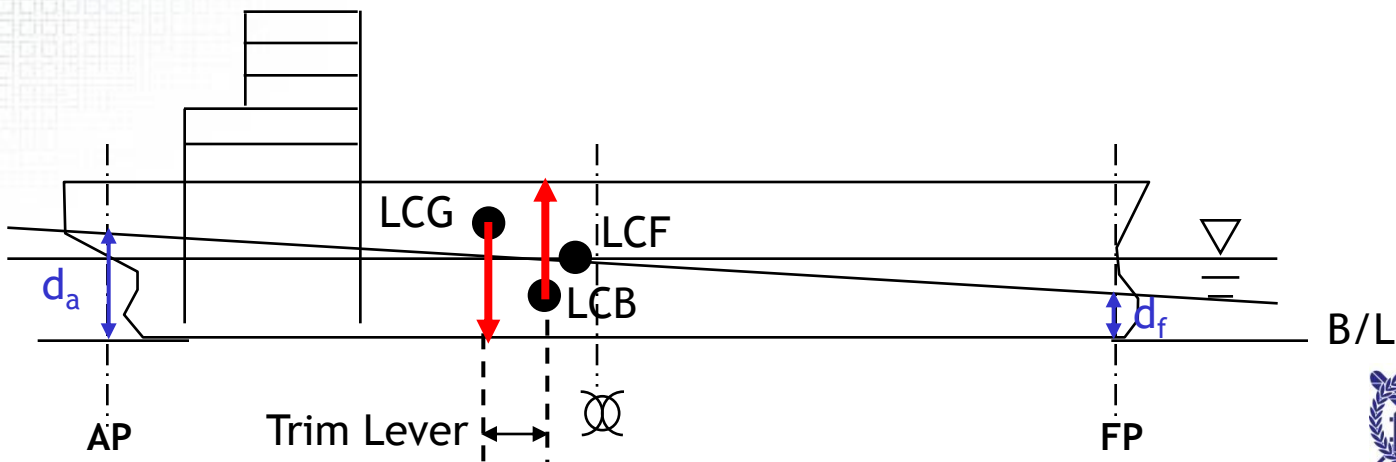 LCG
LCF
d_a
LCB
d_f
B/L
AP
Trim Lever
FP